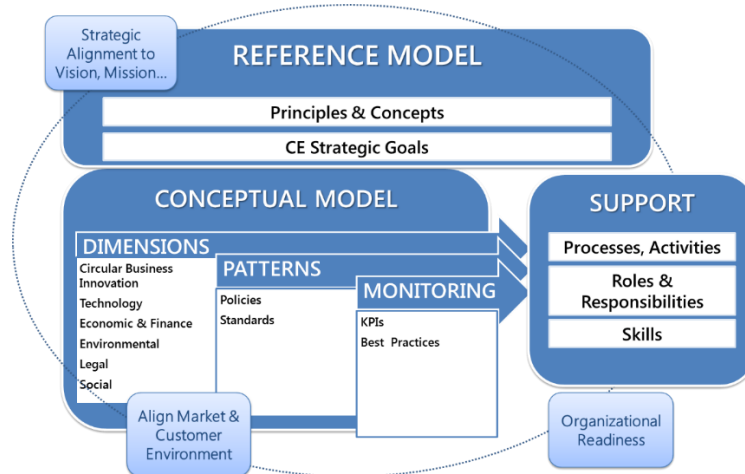 Strategic
Alignment to
Vision, Mission...
REFERENCE MODEL
Principles & Concepts
CE Strategic Goals
CONCEPTUAL MODEL
DIMENSIONS
Circular Business
Innovation
Technology
Economic & Finance
Environmental
Legal
Social
PATTERNS
Policies
Standards
MONITORING
KPIs
Best Practices
SUPPORT
Processes, Activities
Roles &
Responsibilities
Skills
Align Market &
Customer
Environment
Organizational
Readiness